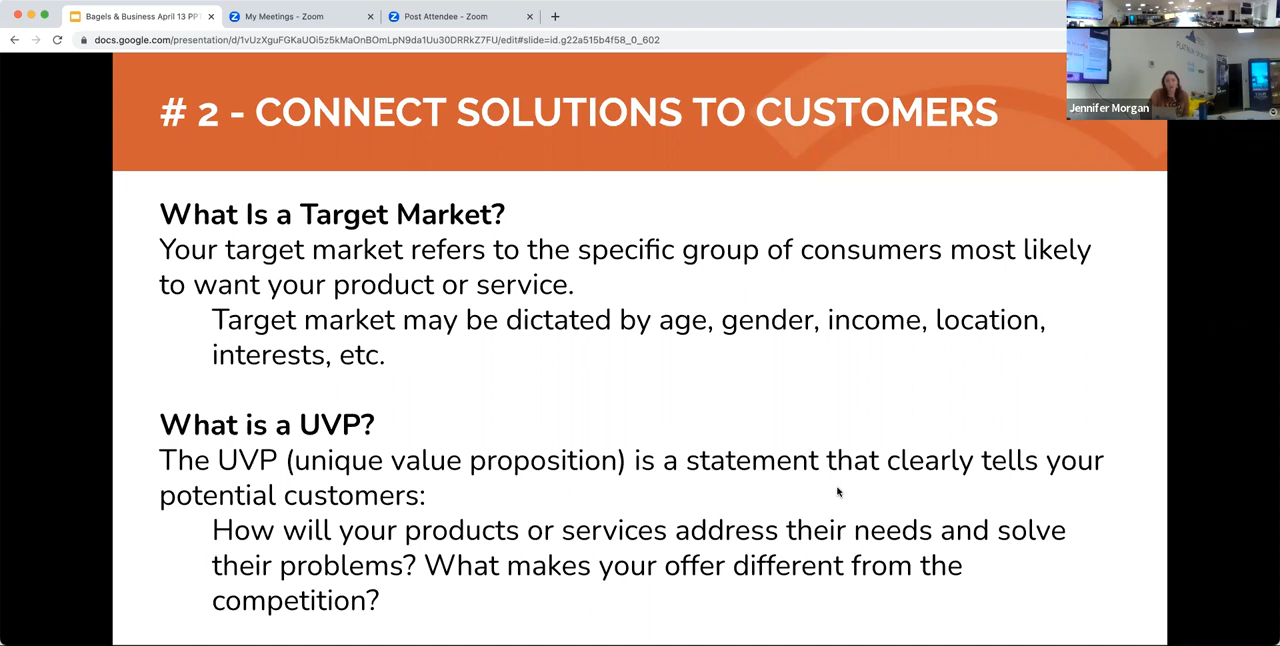 Bagels & Business April 13 PP
My Meetings - Zoom
Post Attendee - Zoom
docs.google.com/presentation/d/1vUzXguFGKaUOi5z5kMaOnBOmLpN9da1Uu30DRRkZ7FU/edit#slide=id.g22a515b4f58_0_602
Jennifer Morgan
# 2 - CONNECT SOLUTIONS TO CUSTOMERS
What Is a Target Market?
Your target market refers to the specific group of consumers most likely
to want your product or service.
Target market may be dictated by age, gender, income, location,
interests, etc.
What is a UVP?
The UVP (unique value proposition) is a statement that clearly tells your
potential customers:
How will your products or services address their needs and solve
their problems? What makes your offer different from the
competition?